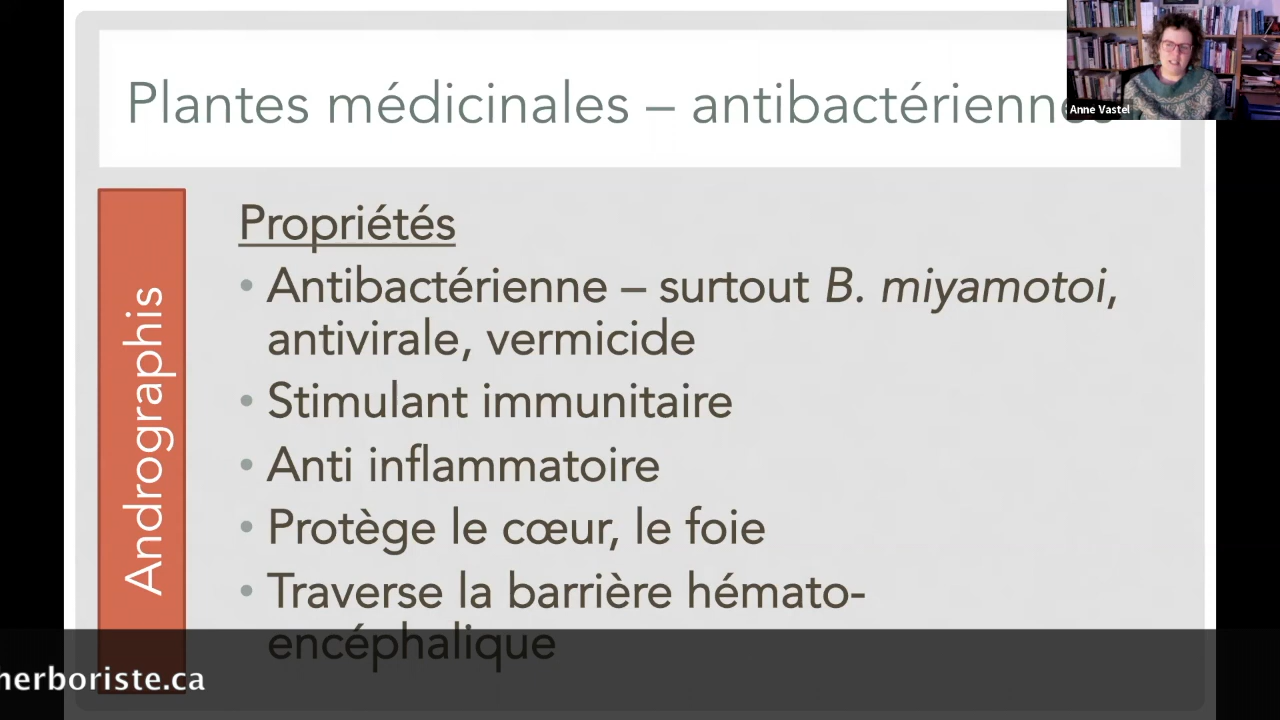 Plantes médicinales – antibactériennes
Anne Vastel
Andrographis
Propriétés
• Antibactérienne – surtout B. miyamotoi,
antivirale, vermicide
• Stimulant immunitaire
• Anti inflammatoire
• Protège le cœur, le foie
• Traverse la barrière hémato-
encéphalique
herboriste.ca